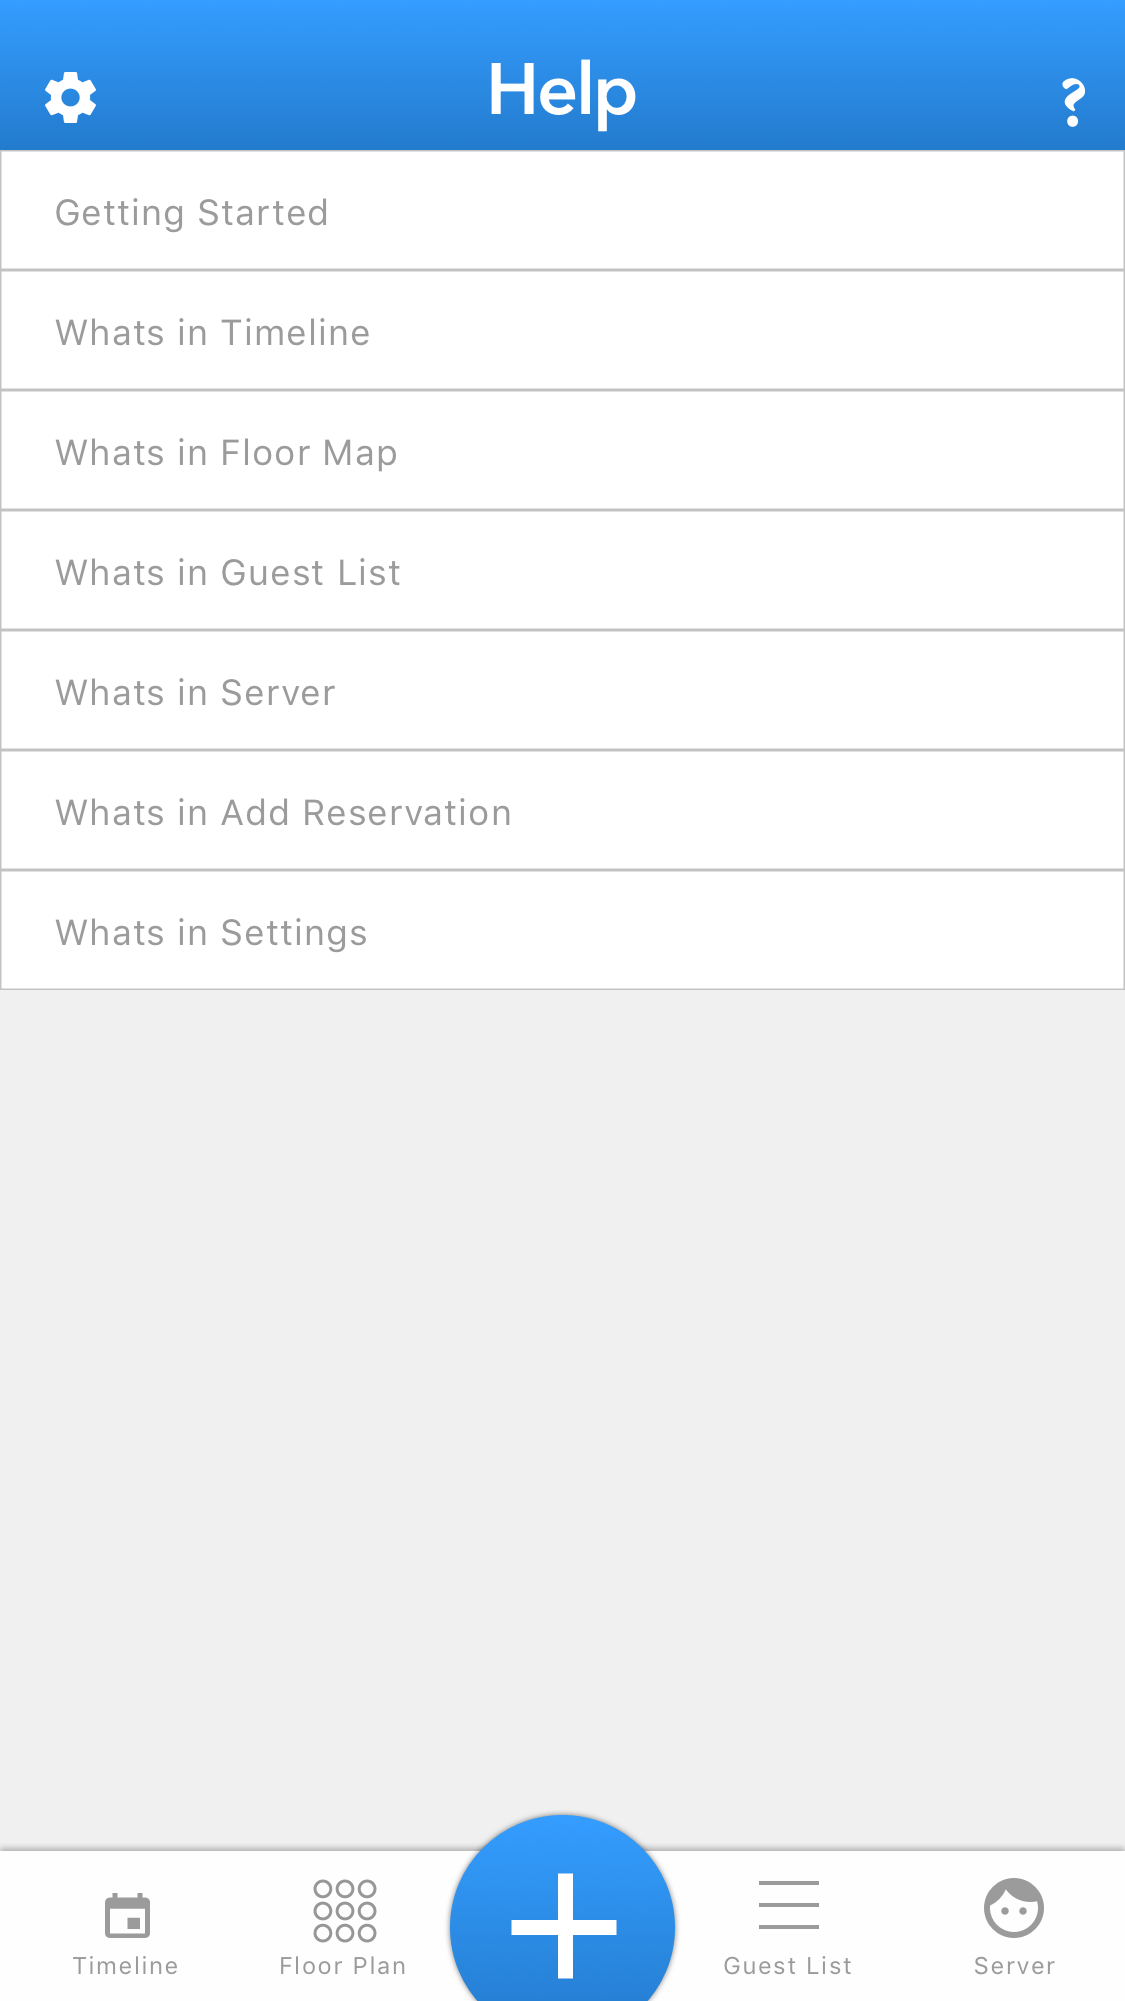 Help
?
Getting Started
Whats in Timeline
Whats in Floor Map
Whats in Guest List
Whats in Server
Whats in Add Reservation
Whats in Settings
Timeline
Floor Plan
Guest List
Server